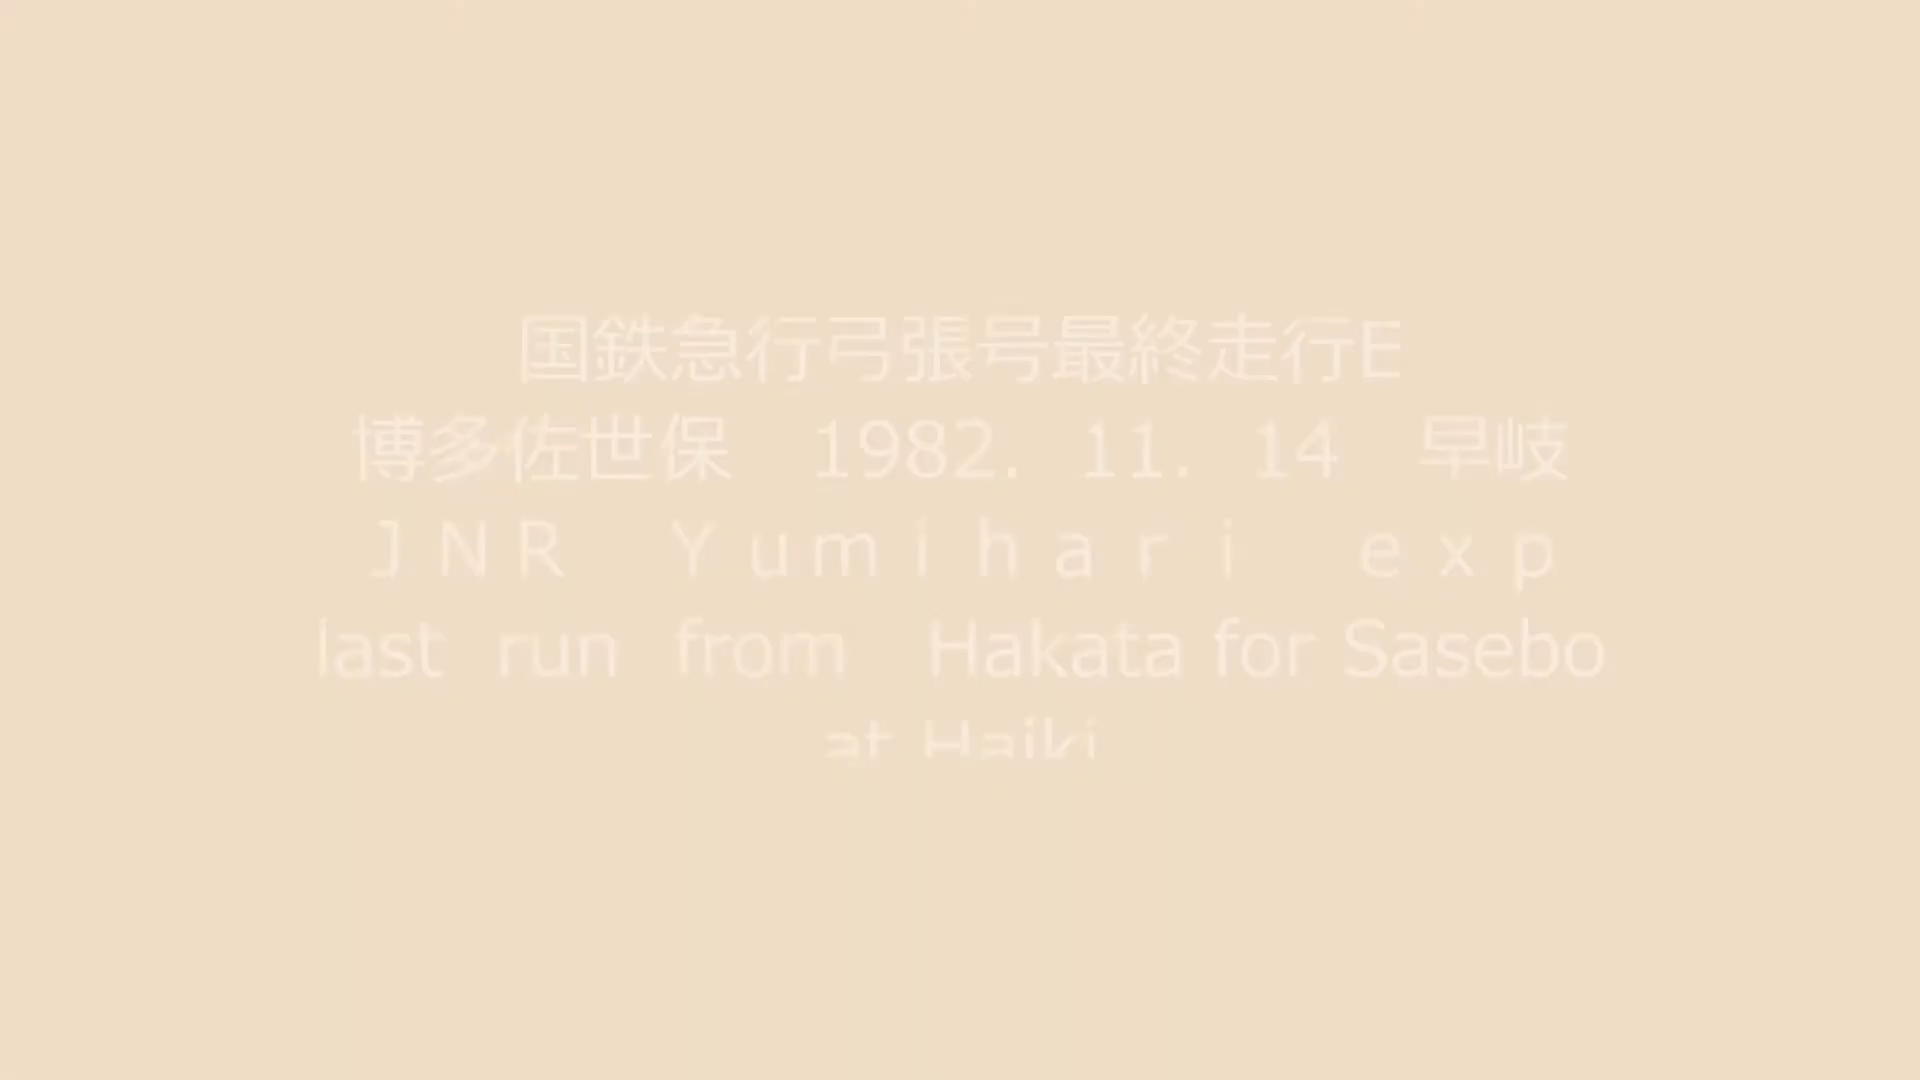 国鉄急行弓張号最終走行E
博多佐世保　1982．11．14　早岐
ＪＮＲ　Ｙｕｍｉｈａｒｉ　ｅｘｐ
last run from Hakata for Sasebo
at Haiki